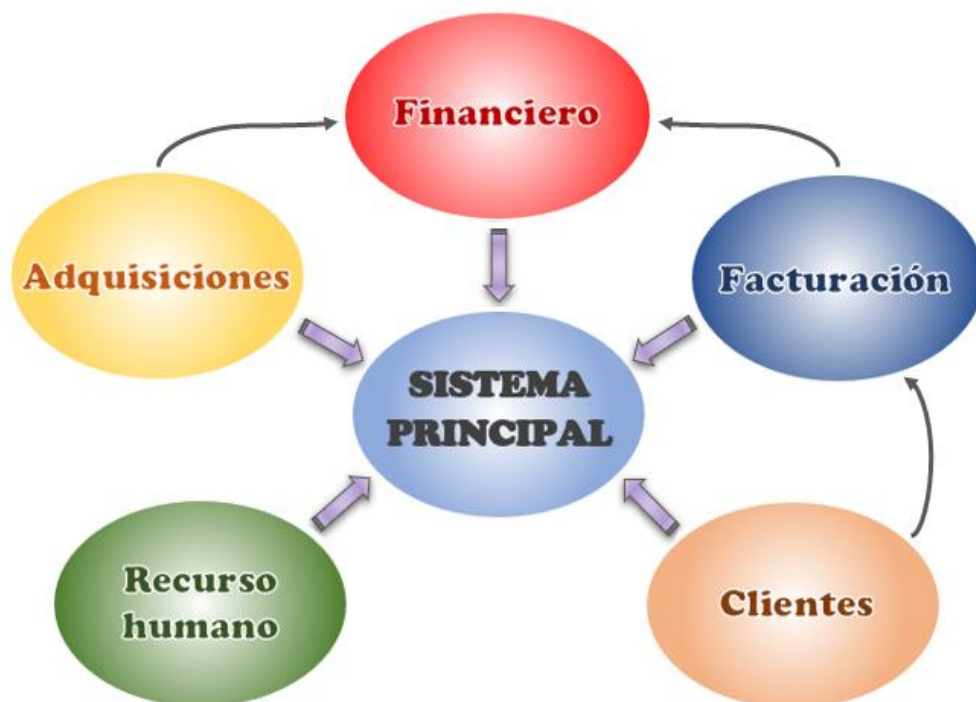 Financiero
Adquisiciones
Facturación
SISTEMA
PRINCIPAL
Recurso
humano
Clientes